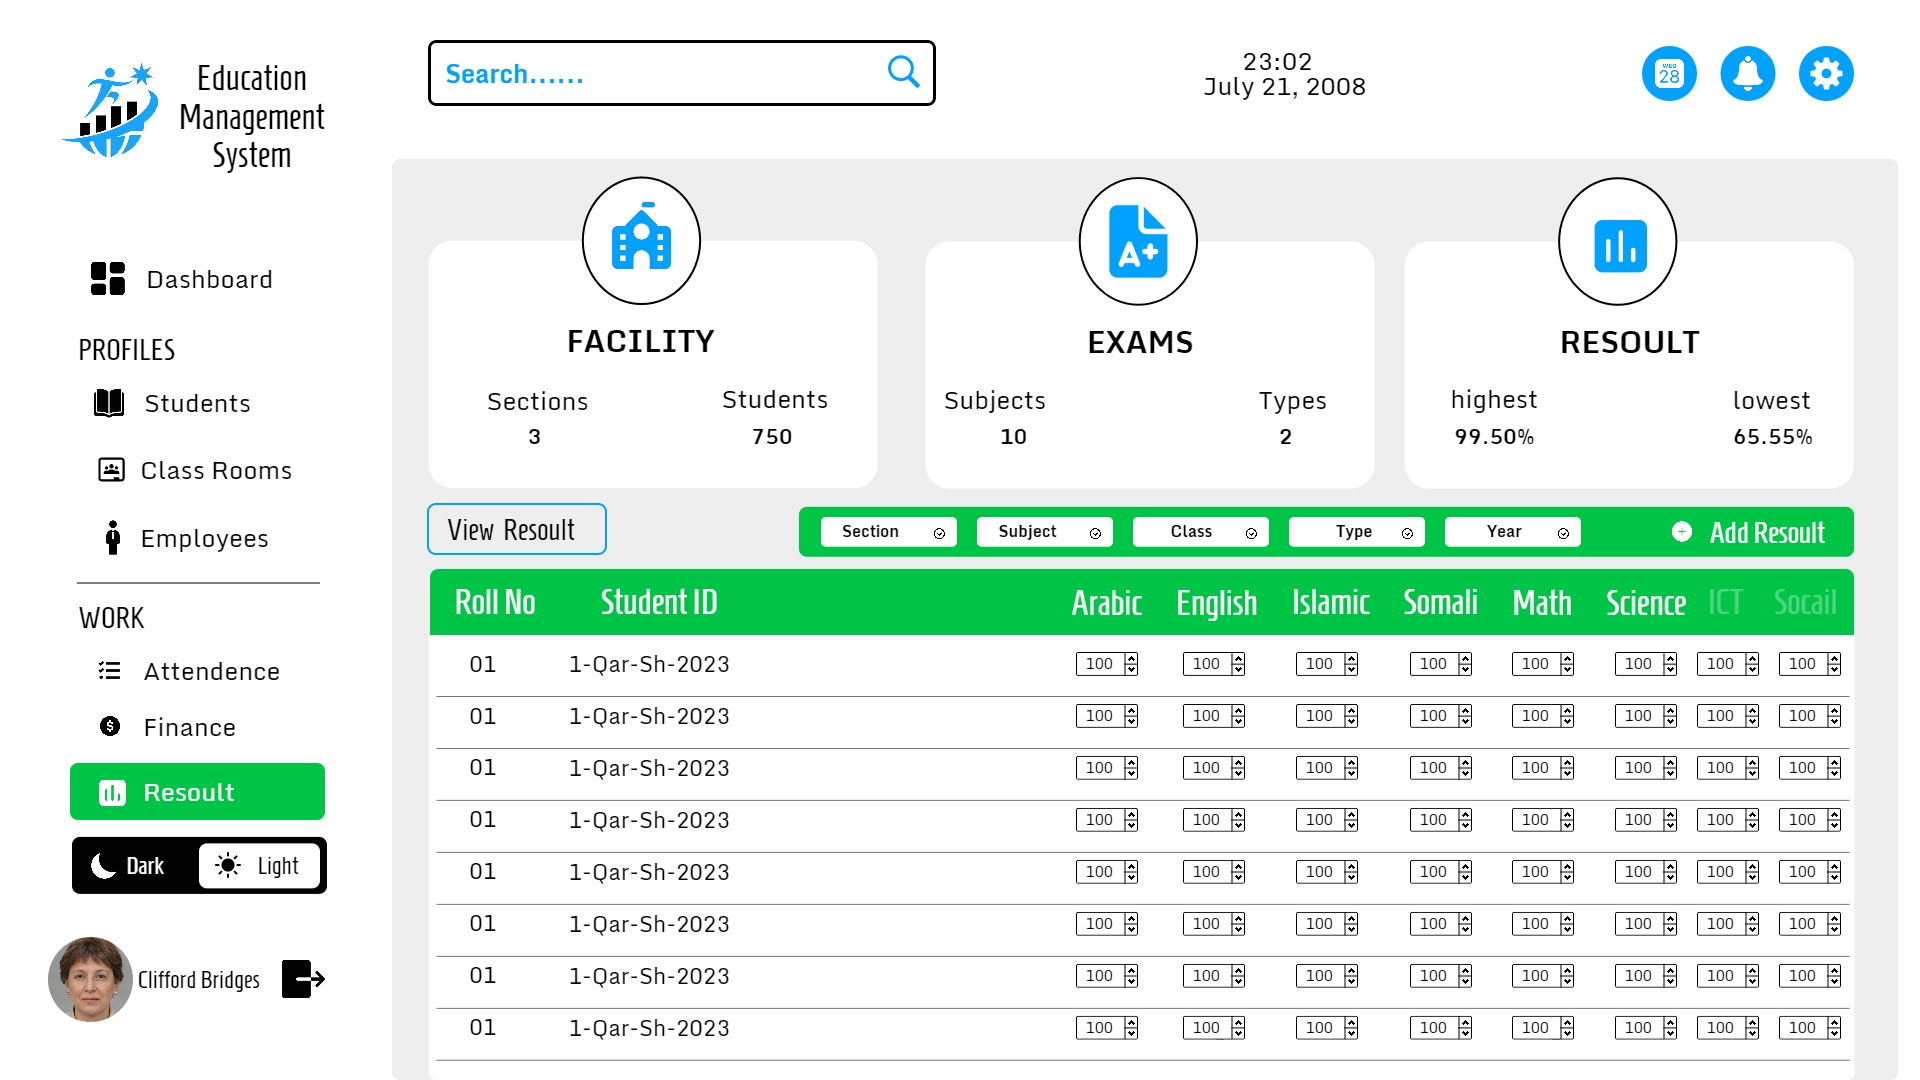 Education
Management
System
Search......
23:02
July 21, 2008
WED
28
Dashboard
PROFILES
Students
Class Rooms
Employees
WORK
Attendence
Finance
Resoult
Dark Light
Clifford Bridges
FACILITY
Sections Students
3 750
A+
EXAMS
Subjects Types
10 2
RESOULT
highest lowest
99.50% 65.55%
View Resoult
Section Subject Class Type Year Add Resoult
Roll No Student ID Arabic English Islamic Somali Math Science ICT Socail
01 1-Qar-Sh-2023 100 100 100 100 100 100 100 100
01 1-Qar-Sh-2023 100 100 100 100 100 100 100 100
01 1-Qar-Sh-2023 100 100 100 100 100 100 100 100
01 1-Qar-Sh-2023 100 100 100 100 100 100 100 100
01 1-Qar-Sh-2023 100 100 100 100 100 100 100 100
01 1-Qar-Sh-2023 100 100 100 100 100 100 100 100
01 1-Qar-Sh-2023 100 100 100 100 100 100 100 100
01 1-Qar-Sh-2023 100 100 100 100 100 100 100 100